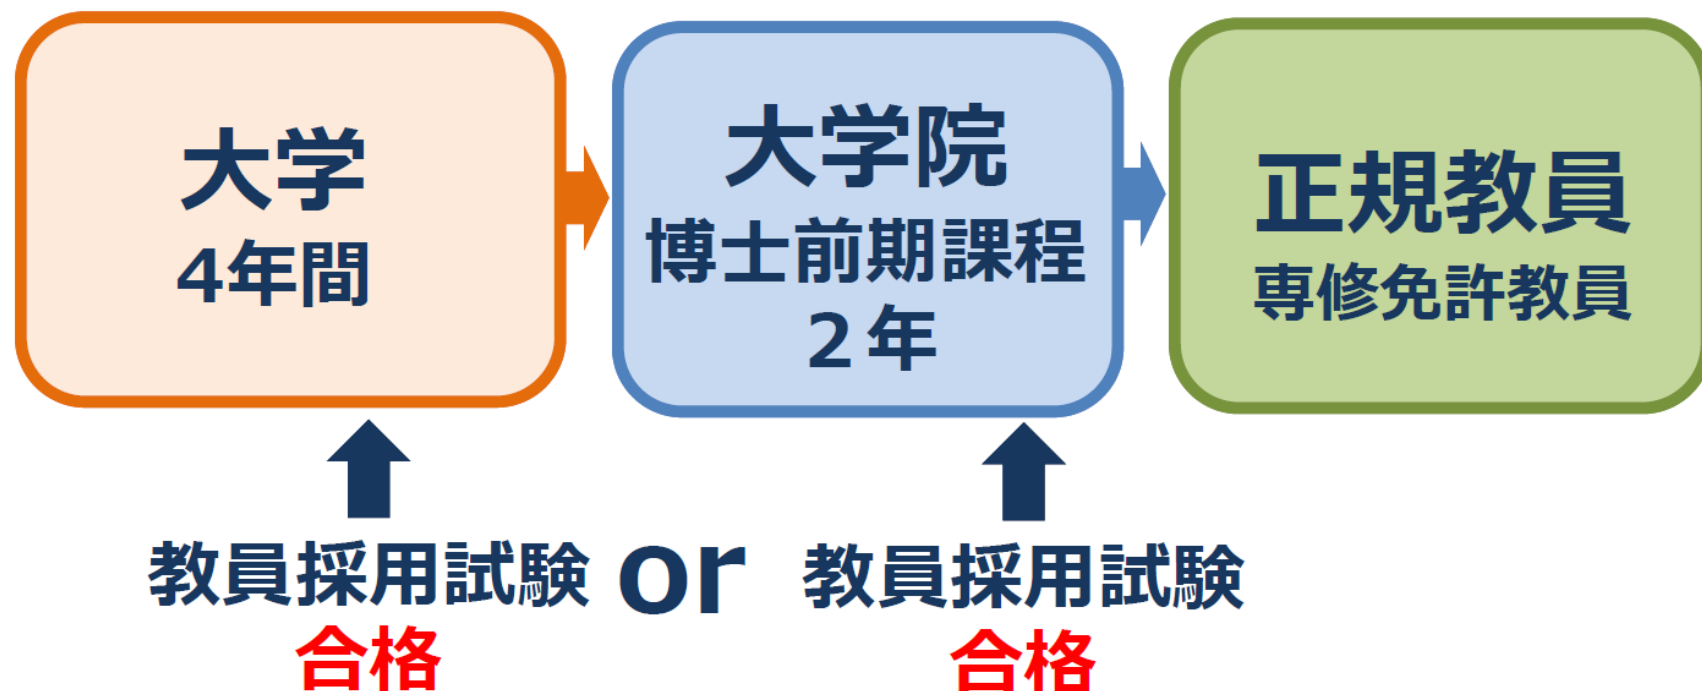 大学
4年間
大学院
博士前期課程
２年
正規教員
専修免許教員
教員採用試験
合格
or
教員採用試験
合格